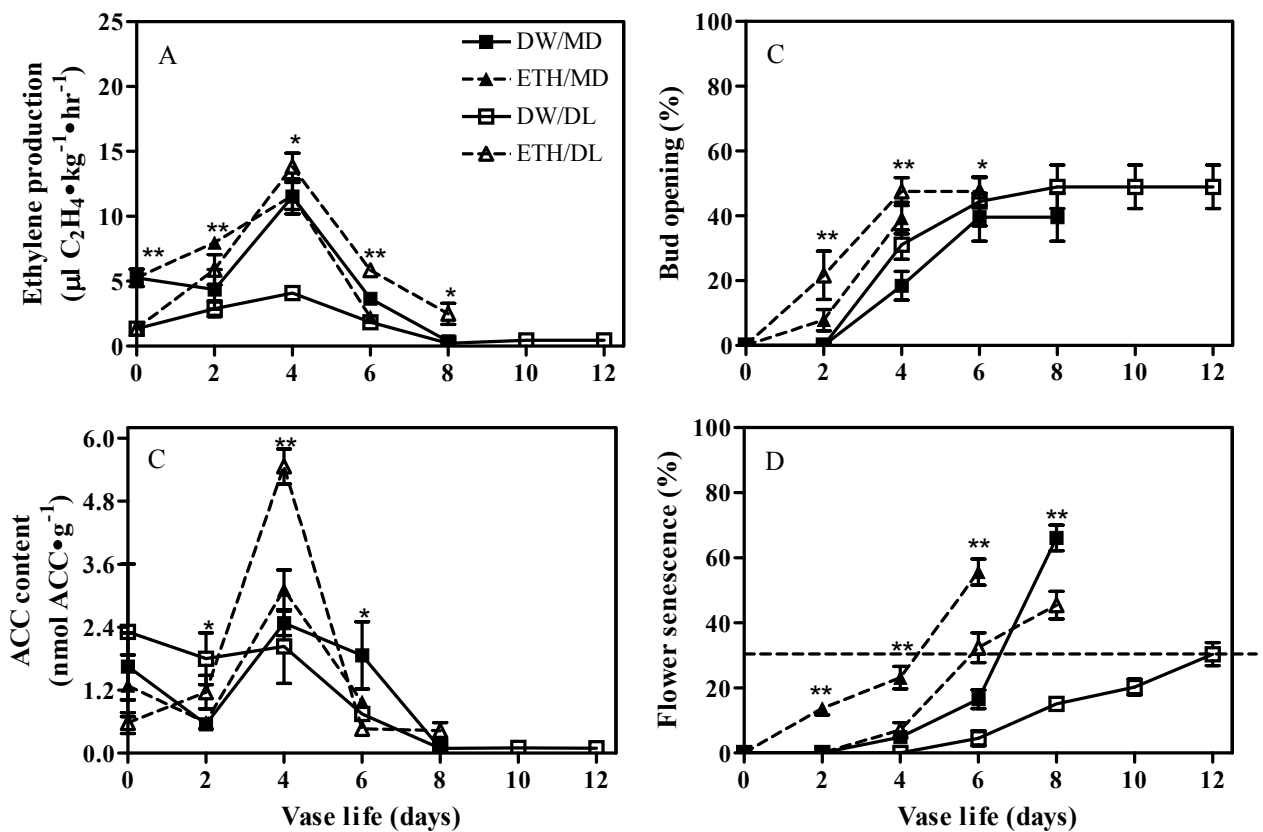 A
DW/MD
ETH/MD
DW/DL
ETH/DL
Ethylene production
(µl C2H4•kg-1•hr-1)
25
20
15
10
5
0
** ** * ** *
0 2 4 6 8 10 12
C
Bud opening (%)
100
80
60
40
20
0
** ** *
0 2 4 6 8 10 12
C
ACC content
(nmol ACC•g-1)
6.0
4.8
3.6
2.4
1.2
0.0
* ** *
0 2 4 6 8 10 12
Vase life (days)
D
Flower senescence (%)
100
80
60
40
20
0
** ** ** **
0 2 4 6 8 10 12
Vase life (days)